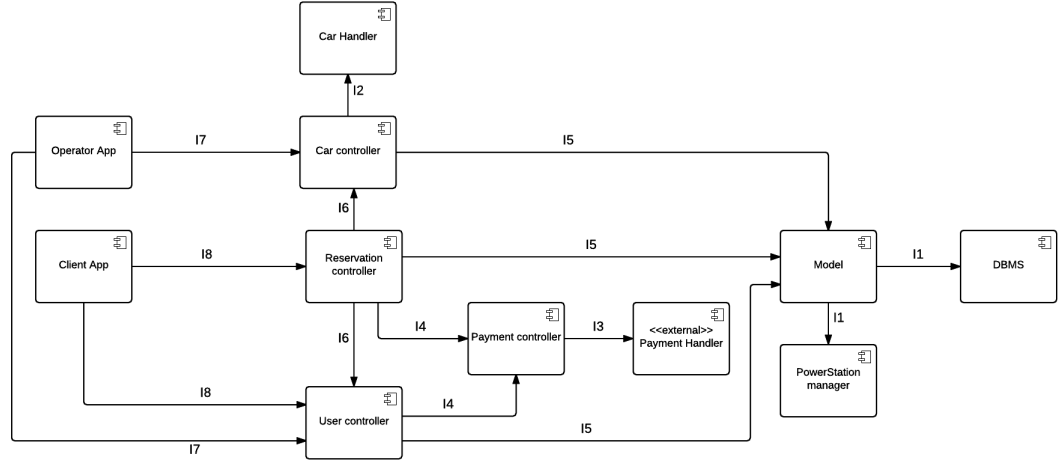 Car Handler
I2
Operator App
I7
Car controller
I5
I6
Client App
I8
Reservation
controller
I5
Model
I1
DBMS
I6
I4
Payment controller
I3
<<external>>
Payment Handler
I1
PowerStation
manager
I8
User controller
I4
I5
I7